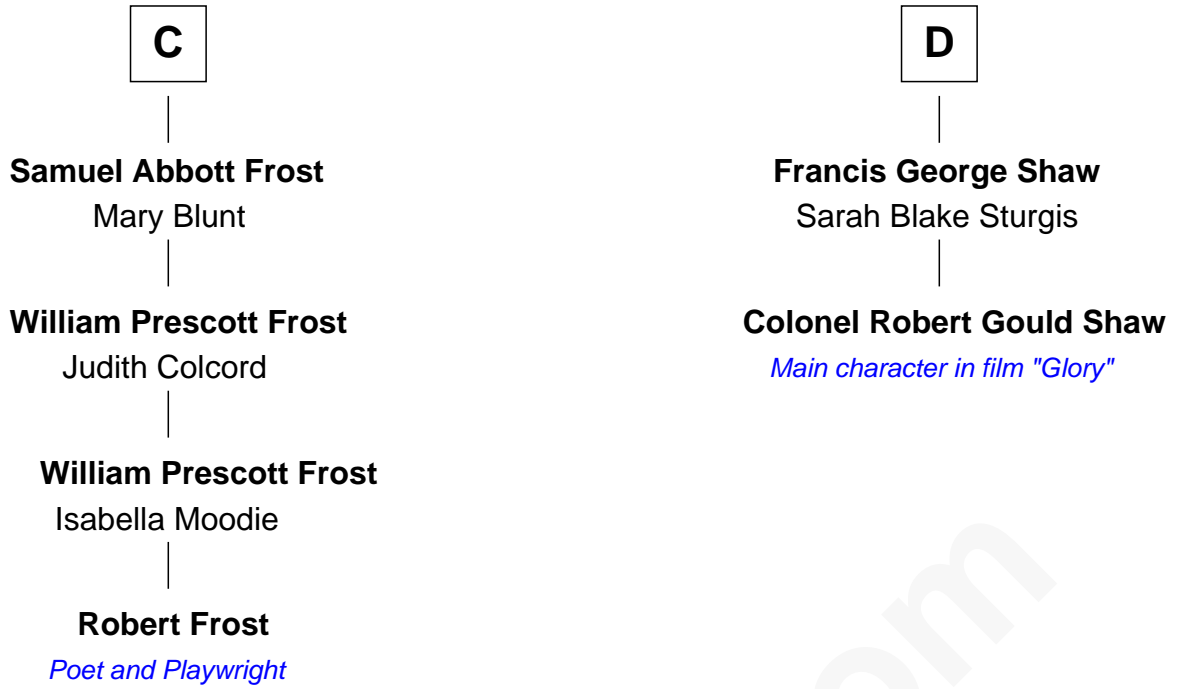 C
Samuel Abbott Frost
Mary Blunt
William Prescott Frost
Judith Colcord
William Prescott Frost
Isabella Moodie
Robert Frost
Poet and Playwright
D
Francis George Shaw
Sarah Blake Sturgis
Colonel Robert Gould Shaw
Main character in film "Glory"
om